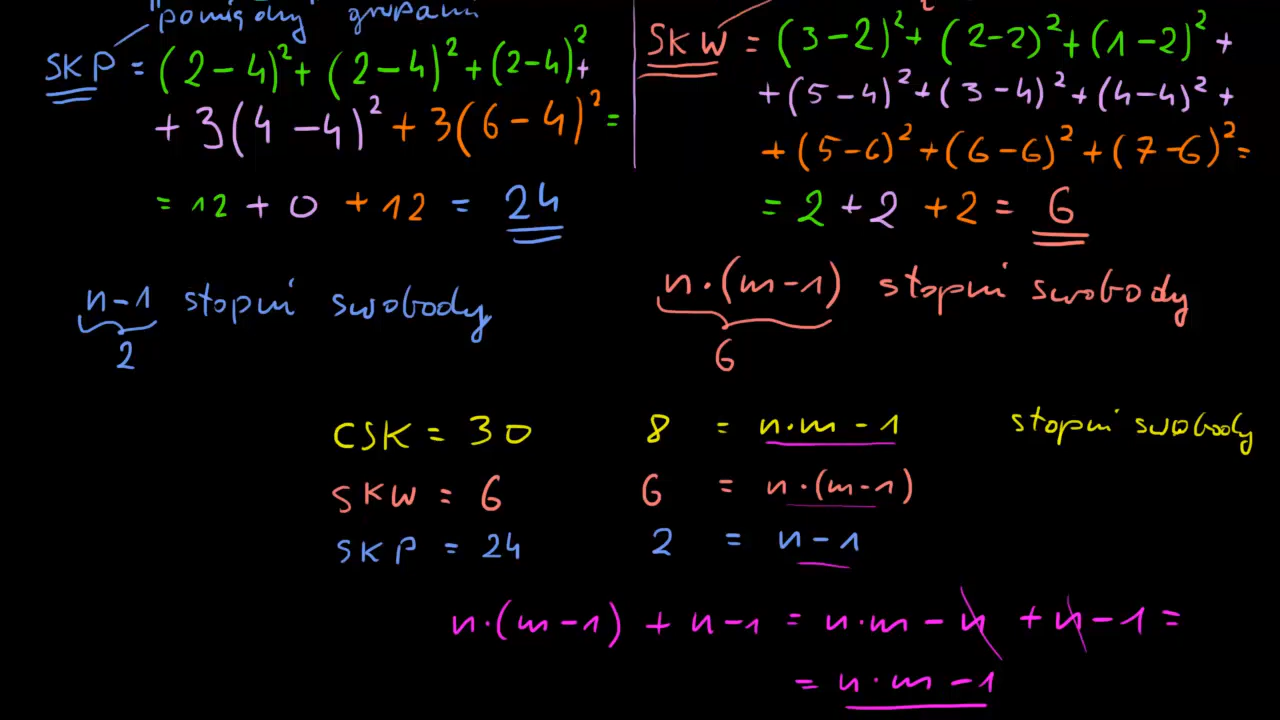 "pomiędzy" grupami
SKP = (2-4)² + (2-4)² + (2-4)² +
+ 3(4-4)² + 3(6-4)² =
= 12 + 0 + 12 = 24
n-1 stopni swobody
2
SKW = (3-2)² + (2-2)² + (1-2)² +
+ (5-4)² + (3-4)² + (4-4)² +
+ (5-6)² + (6-6)² + (7-6)² =
= 2 + 2 + 2 = 6
n·(m-1) stopni swobody
6
CSK = 30 8 = n·m - 1 stopni swobody
SKW = 6 6 = n·(m-1)
SKP = 24 2 = n-1
n·(m-1) + n-1 = n·m - n + n - 1 =
= n·m - 1